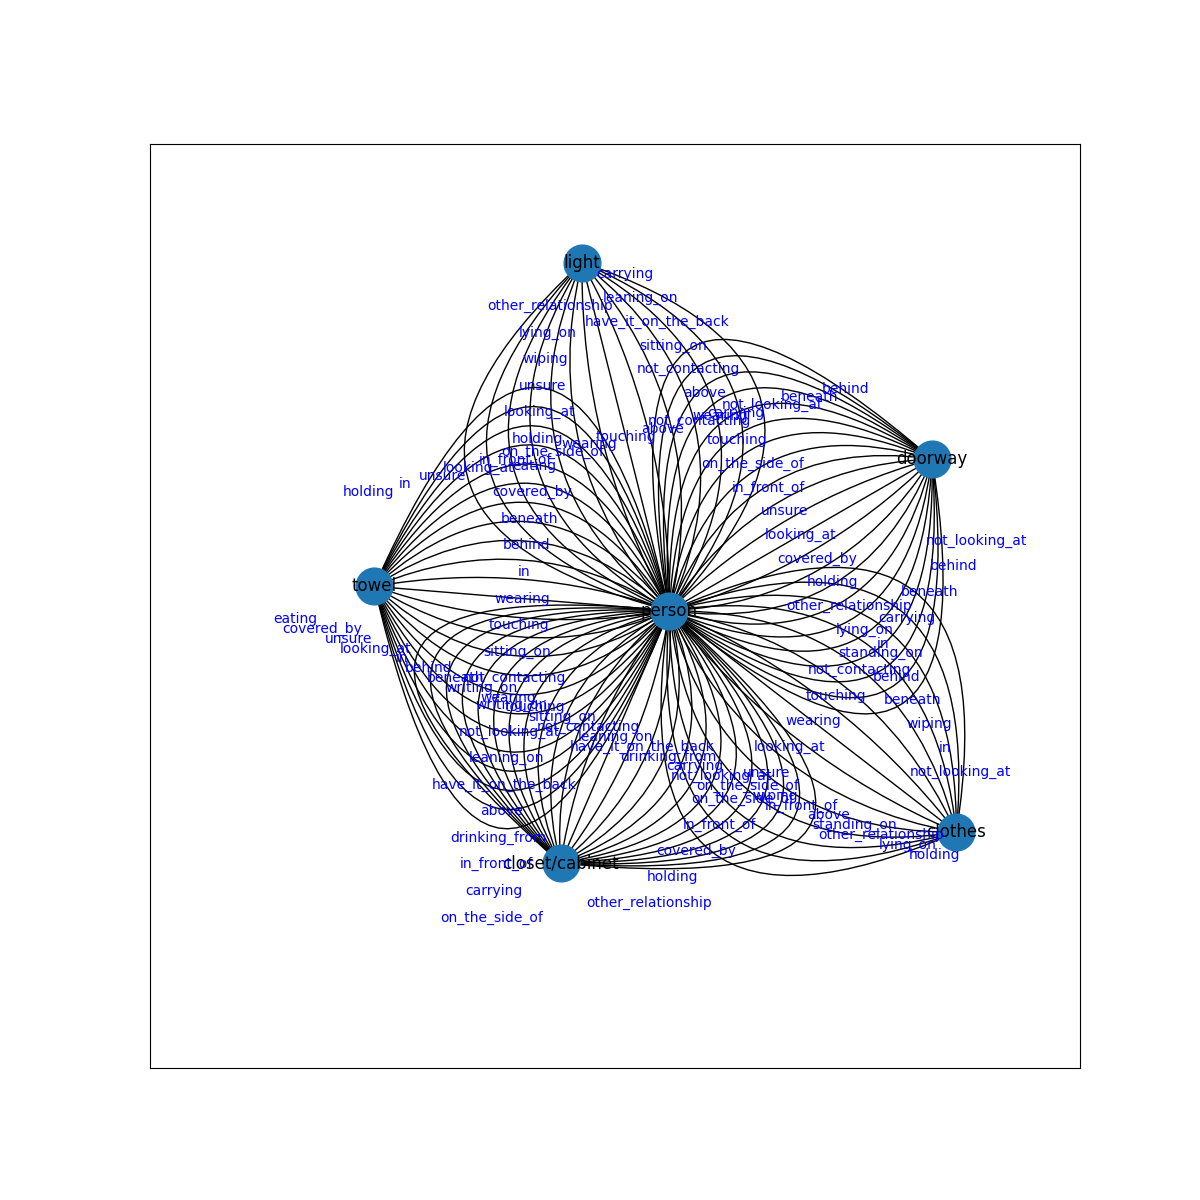 light
carrying
leaning_on
other_relationship
have_it_on_the_back
lying_on
sitting_on
wiping
not_contacting
unsure
above
behind
beneath
not_looking_at
looking_at
carrying
wearing
not_contacting
above
touching
holding
wearing
touching
on_the_side_of
doorway
on_the_side_of
in_front_of
eating
looking_at
unsure
in
holding
in_front_of
covered_by
unsure
beneath
looking_at
not_looking_at
behind
covered_by
behind
in
holding
towel
beneath
wearing
other_relationship
person
eating
carrying
covered_by
touching
lying_on
unsure
in
looking_at
sitting_on
standing_on
in
behind
not_contacting
beneath
not_contacting
behind
writing_on
touching
beneath
wearing
writing_on
touching
sitting_on
wearing
wiping
not_contacting
not_looking_at
leaning_on
have_it_on_the_back
looking_at
in
leaning_on
drinking_from
carrying
not_looking_at
unsure
not_looking_at
have_it_on_the_back
on_the_side_of
wiping
on_the_side_of
in_front_of
above
above
in_front_of
standing_on
drinking_from
other_relationship
lying_on
covered_by
holding
in_front_of
closet/cabinet
holding
carrying
other_relationship
on_the_side_of